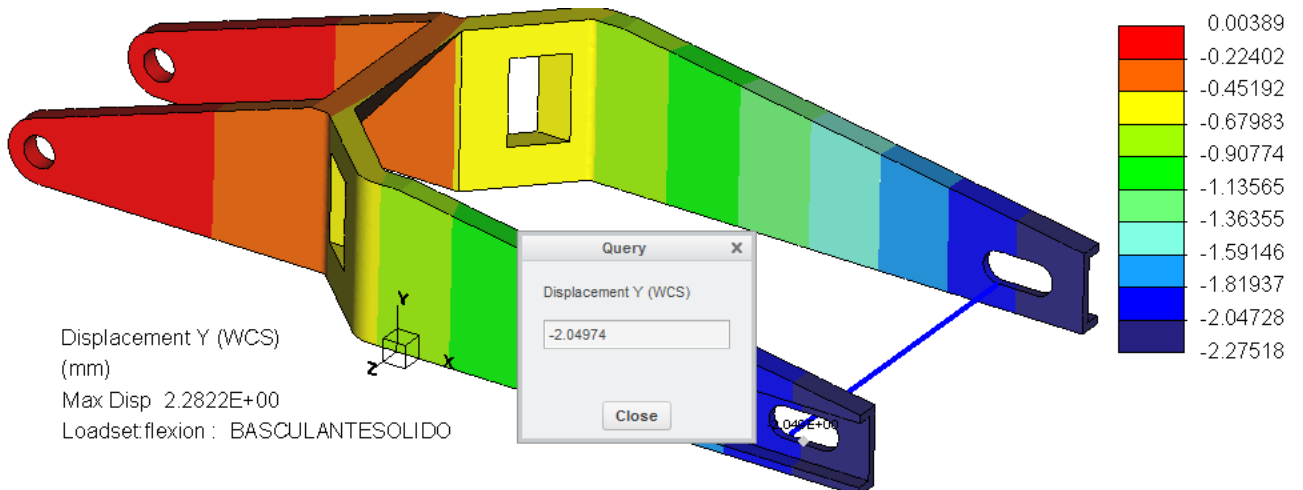 0.00389
-0.22402
-0.45192
-0.67983
-0.90774
-1.13565
-1.36355
-1.59146
-1.81937
-2.04728
-2.27518
Query X
Displacement Y (WCS)
-2.04974
Close
Y
X
Z
Displacement Y (WCS)
(mm)
Max Disp 2.2822E+00
Loadset:flexion : BASCULANTESOLIDO